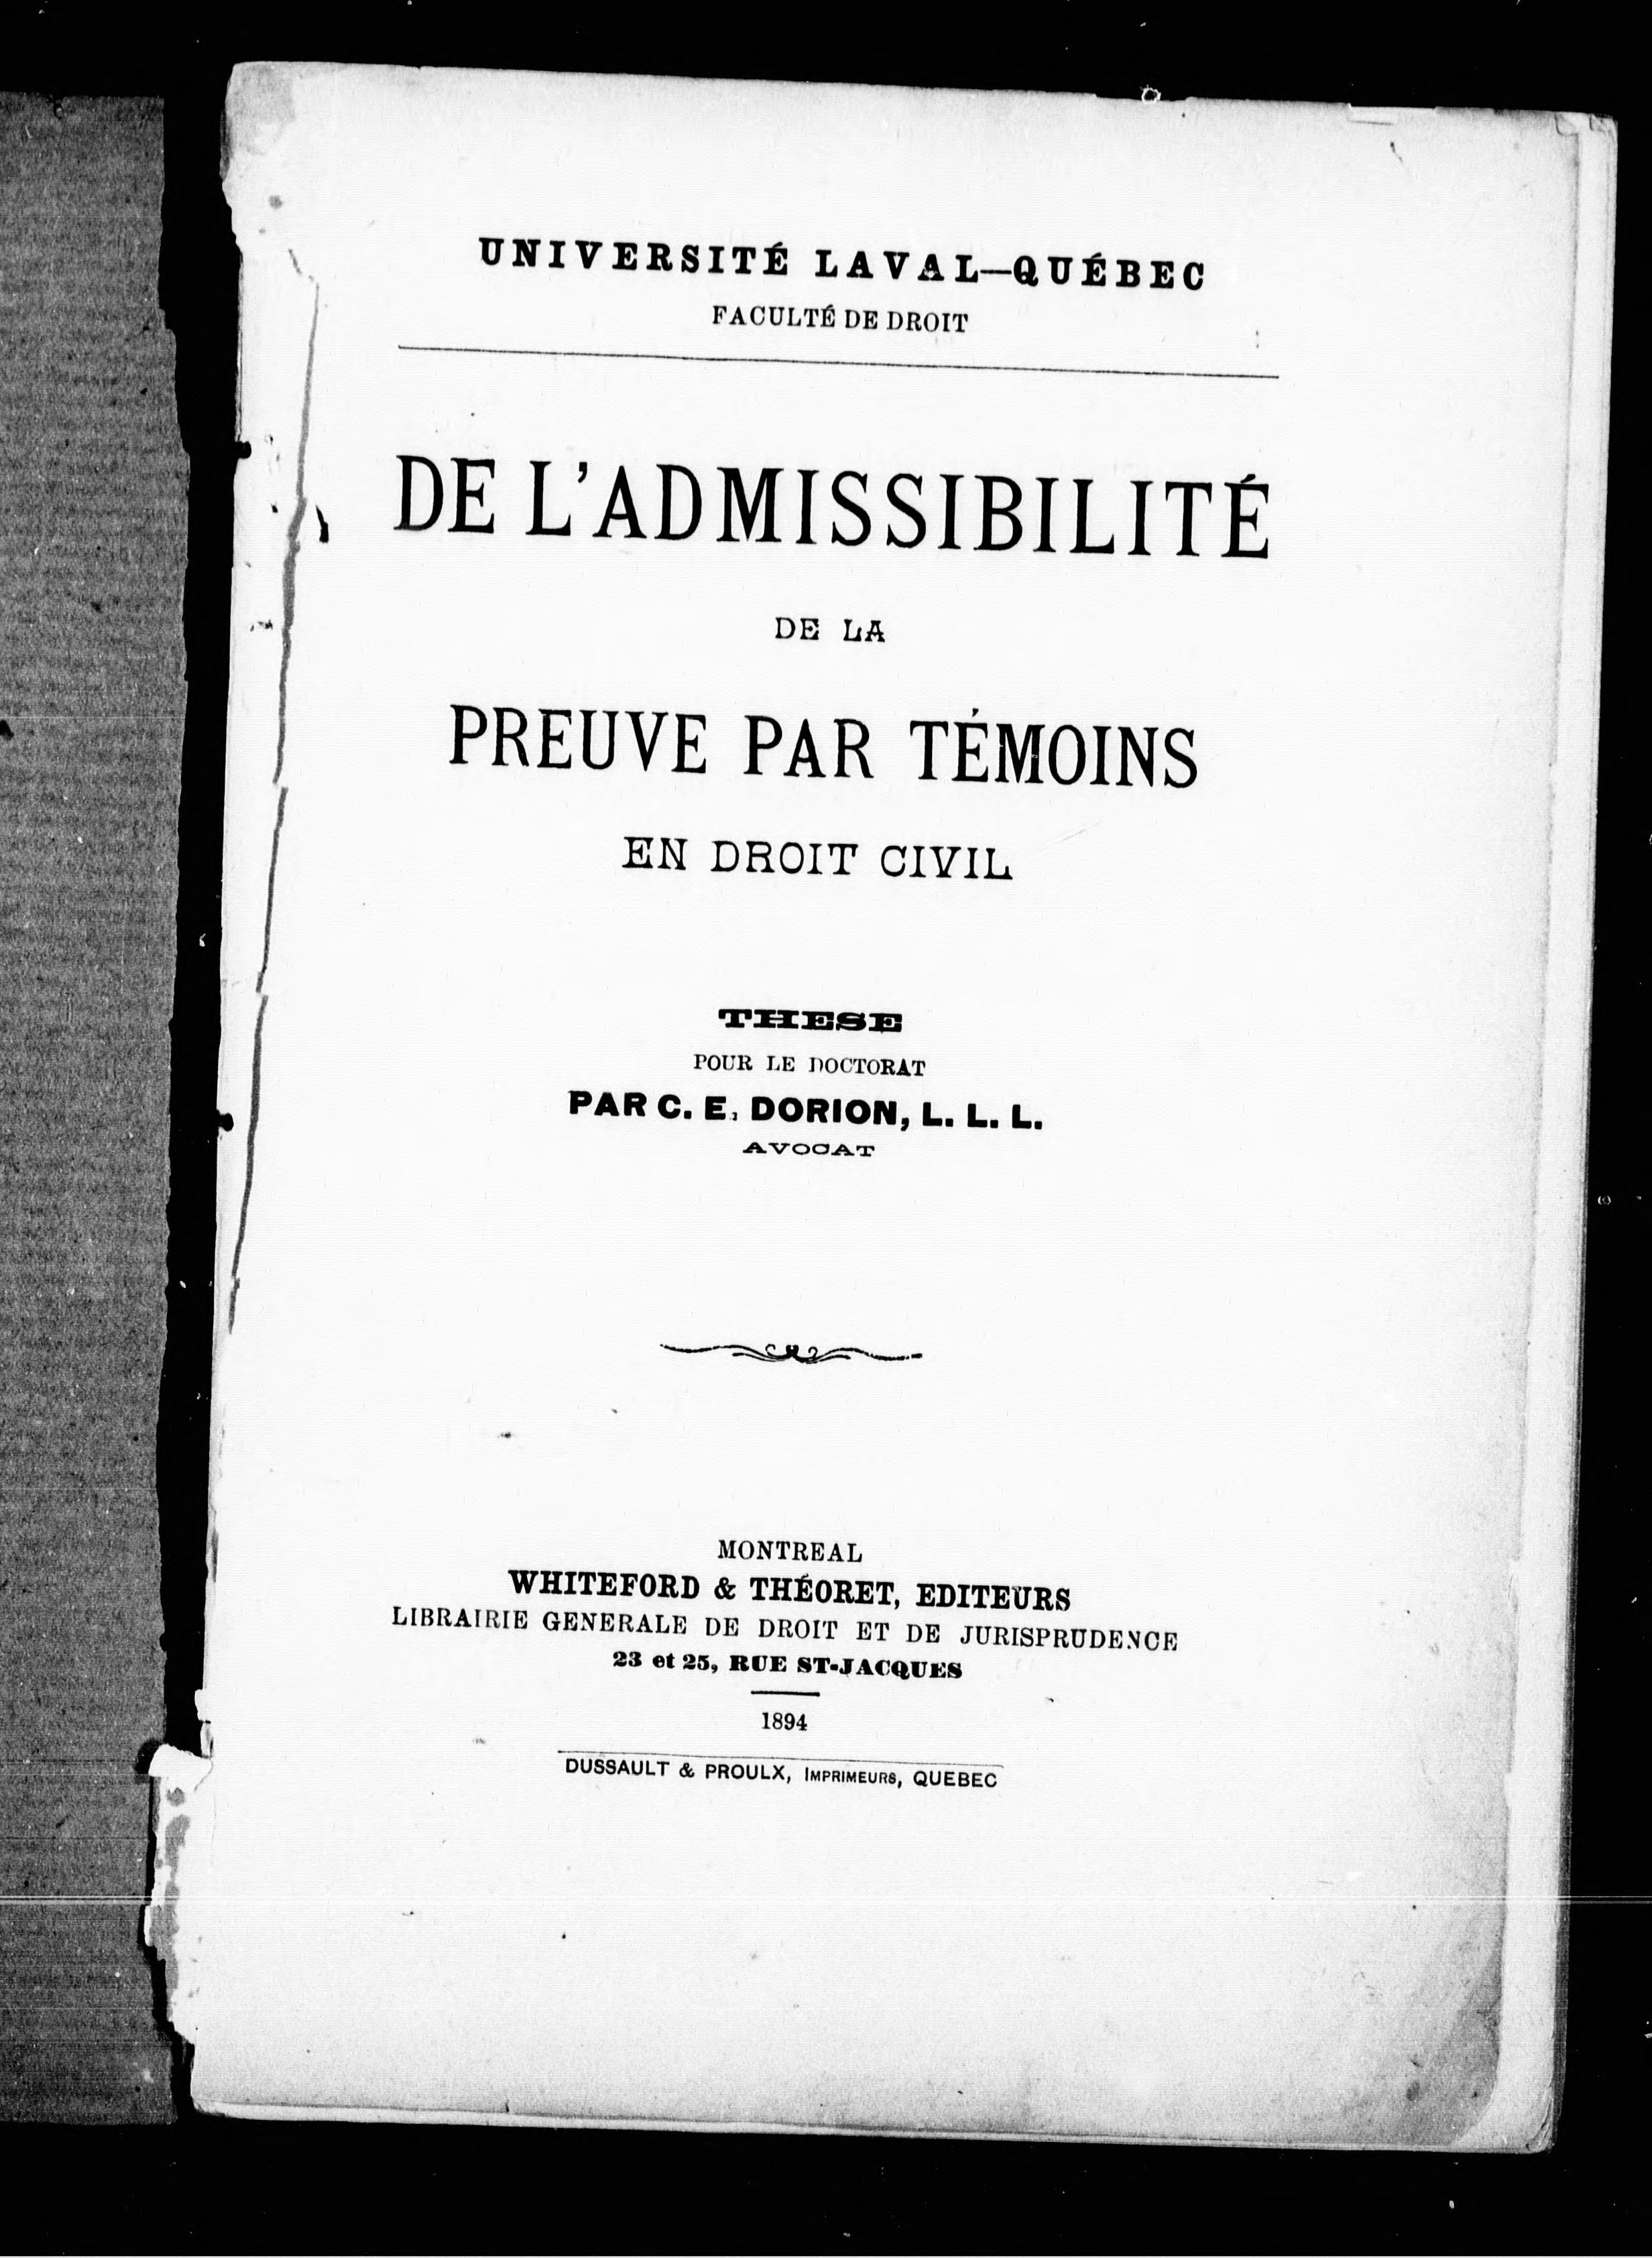 UNIVERSITÉ LAVAL—QUÉBEC
FACULTÉ DE DROIT
DE L'ADMISSIBILITÉ
DE LA
PREUVE PAR TÉMOINS
EN DROIT CIVIL
THESE
POUR LE DOCTORAT
PAR C. E. DORION, L. L. L.
AVOCAT
MONTREAL
WHITEFORD & THÉORET, EDITEURS
LIBRAIRIE GENERALE DE DROIT ET DE JURISPRUDENCE
23 et 25, RUE ST-JACQUES
1894
DUSSAULT & PROULX, IMPRIMEURS, QUEBEC